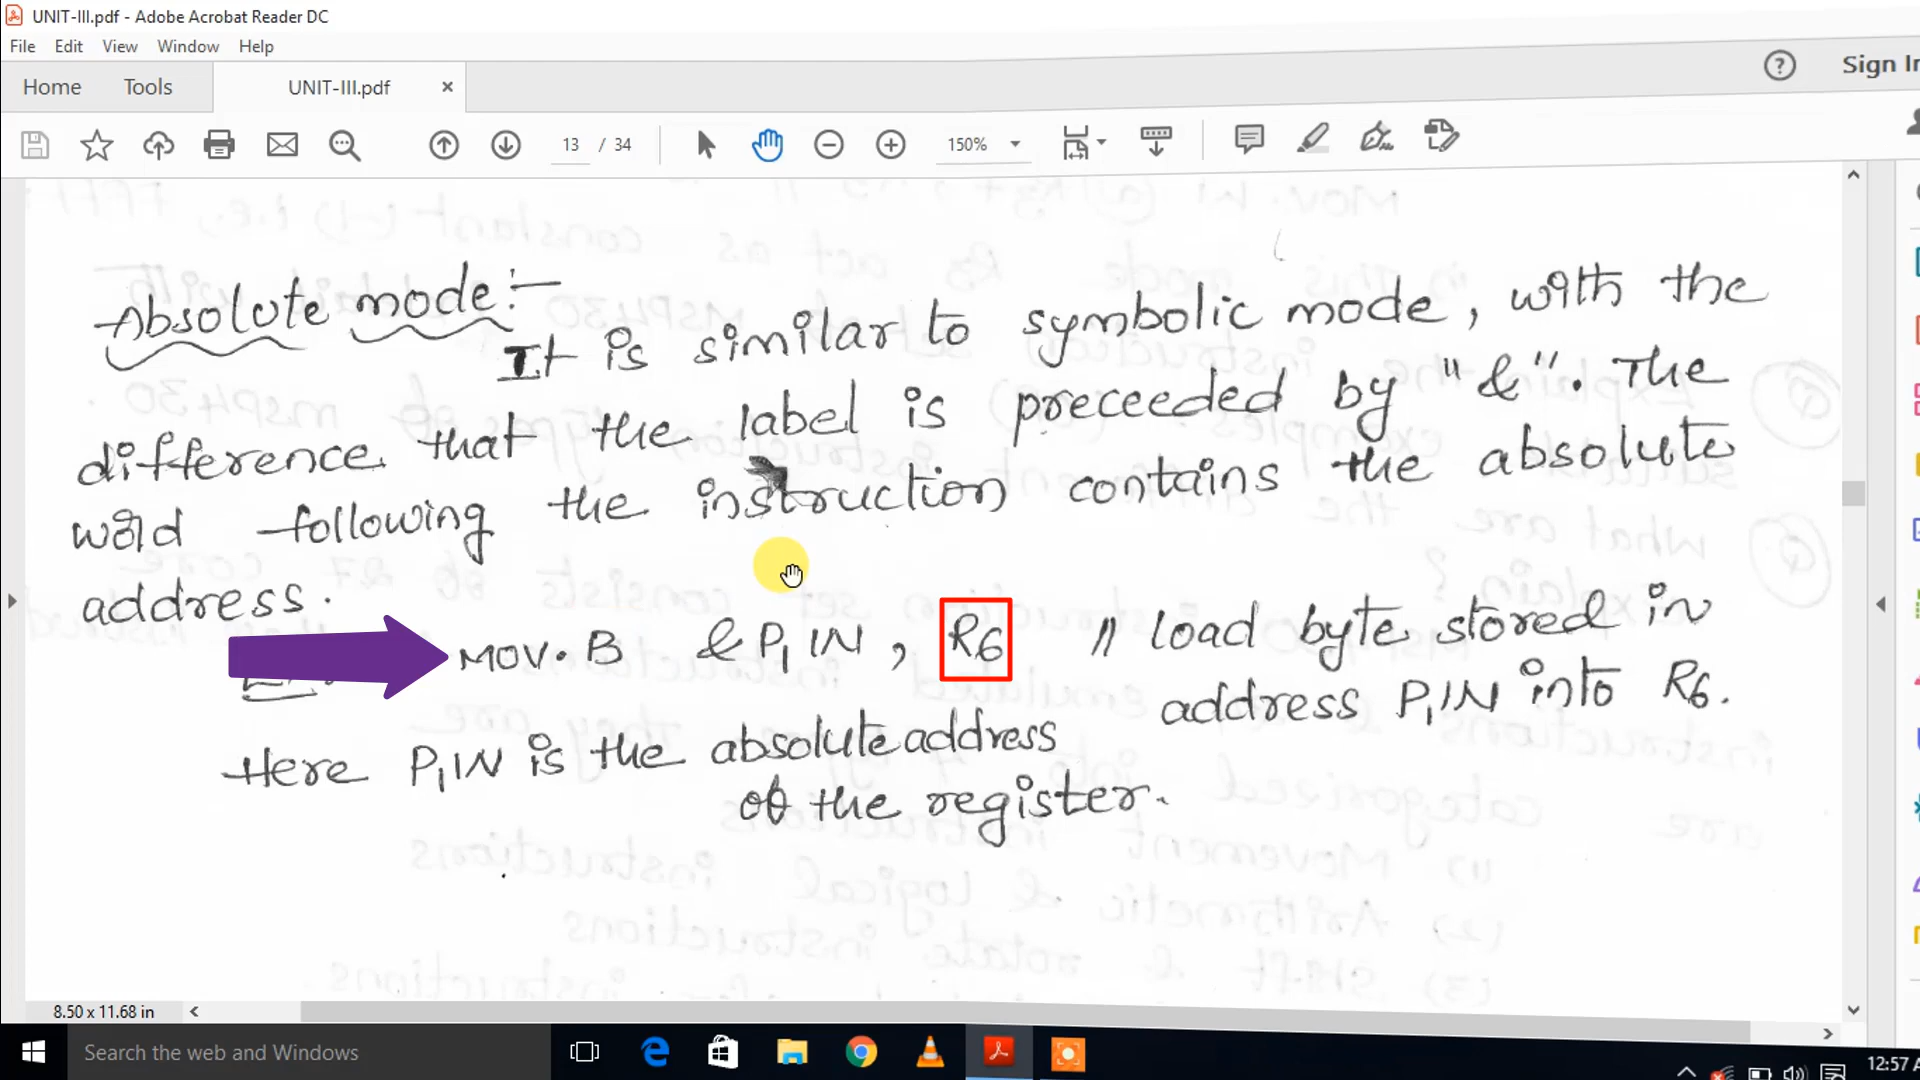 UNIT-III.pdf - Adobe Acrobat Reader DC
File Edit View Window Help
Home Tools UNIT-III.pdf × Sign In
13 / 34 150%
Absolute mode:-
It is similar to symbolic mode, with the
difference that the label is preceeded by "&". The
word following the instruction contains the absolute
address.
MOV.B &P1IN, R6 // load byte stored in
address P1IN into R6.
Here P1IN is the absolute address
of the register.
8.50 x 11.68 in
Search the web and Windows
12:57